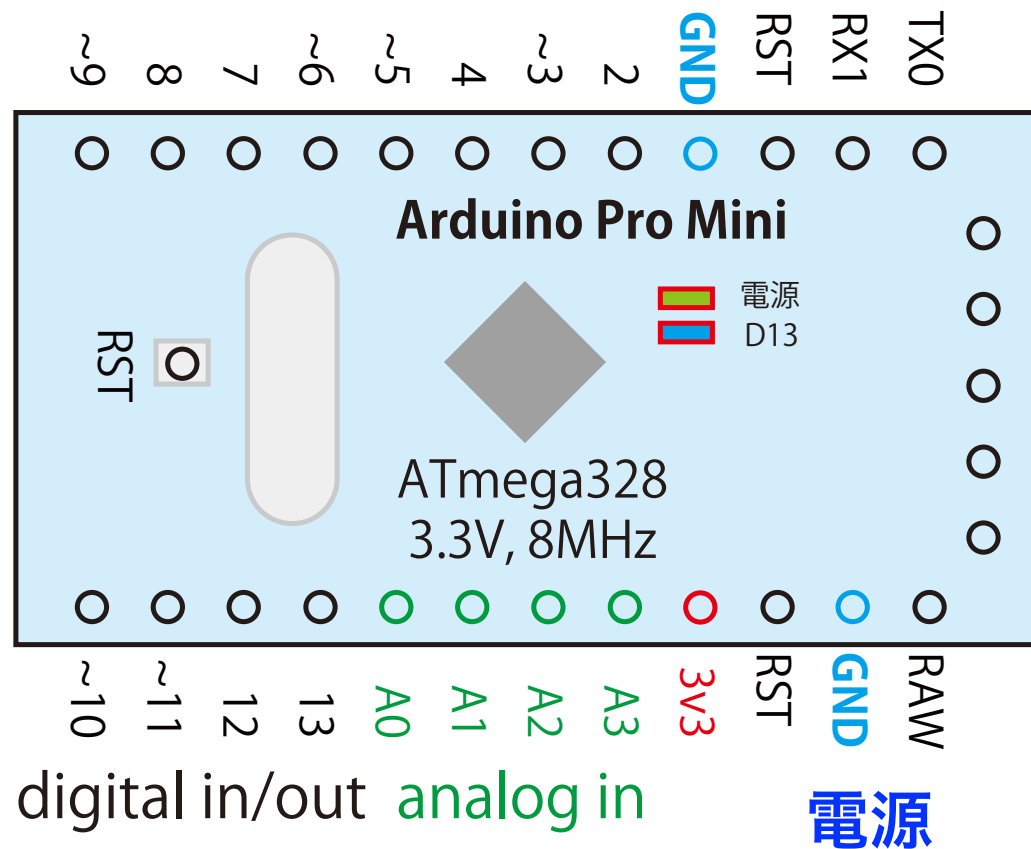 ~9 8 7 ~6 ~5 4 ~3 2 GND RST RX1 TX0
Arduino Pro Mini
電源
D13
RST
ATmega328
3.3V, 8MHz
~10 ~11 12 13 A0 A1 A2 A3 3v3 RST GND RAW
digital in/out analog in
電源